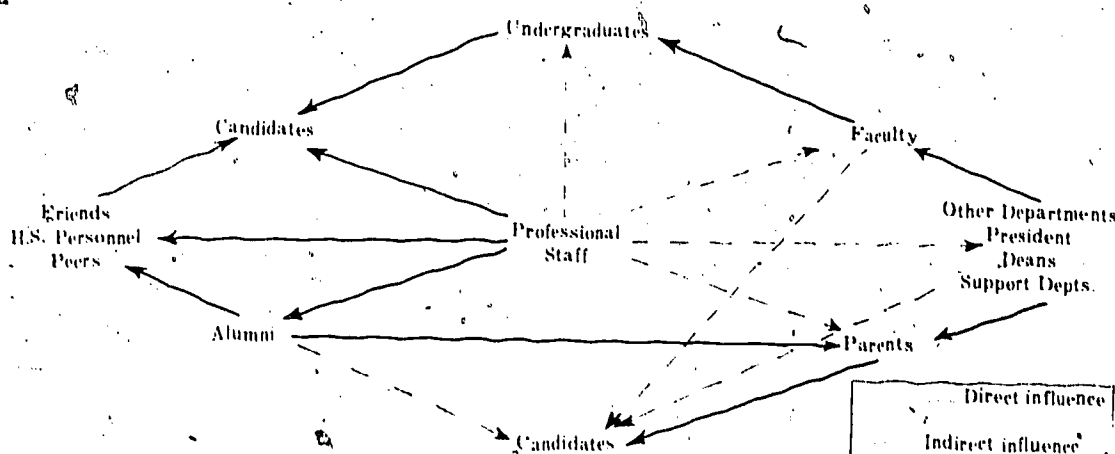 Undergraduates
Candidates
Faculty
Friends
H.S. Personnel
Peers
Professional
Staff
Other Departments
President
Deans
Support Depts.
Alumni
Parents
Candidates
Direct influence
Indirect influence